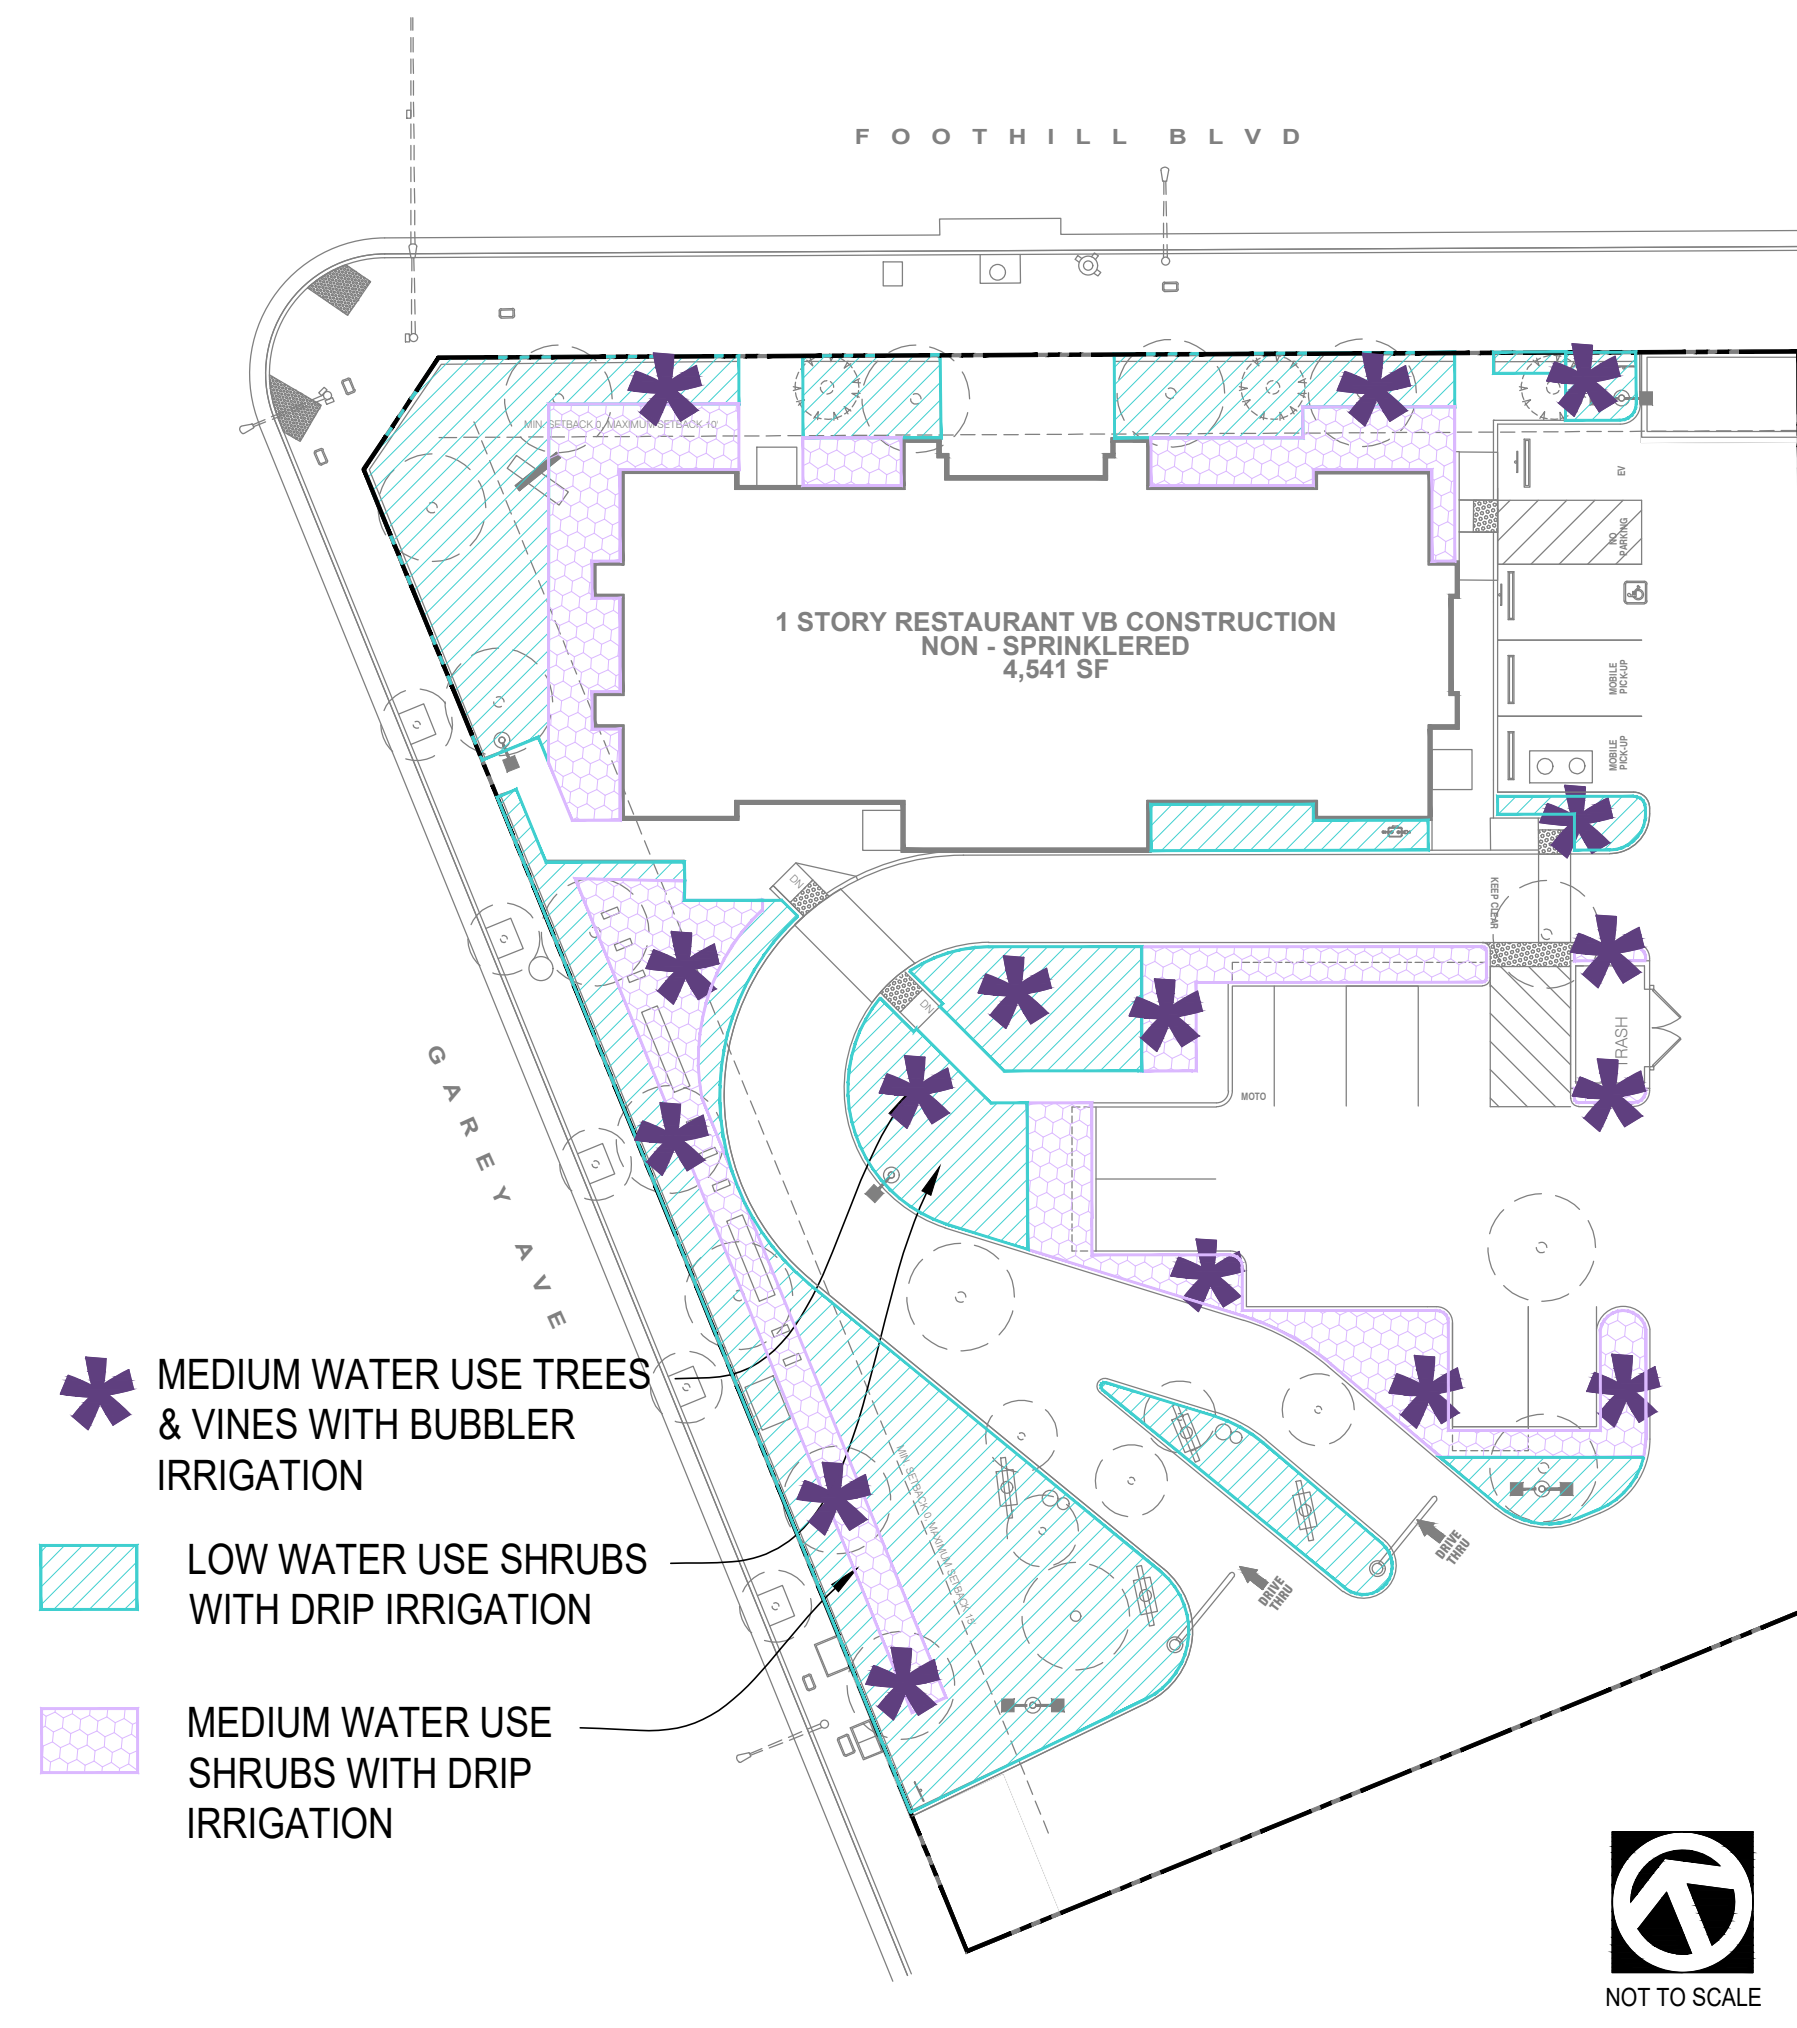 FOOTHILL BLVD
MIN. SETBACK 0, MAXIMUM SETBACK 10'
EV
NO
PARKING
1 STORY RESTAURANT VB CONSTRUCTION
NON - SPRINKLERED
4,541 SF
MOBILE
PICK-UP
MOBILE
PICK-UP
DN
KEEP CLEAR
DN
TRASH
MOTO
GAREY AVE
MEDIUM WATER USE TREES
& VINES WITH BUBBLER
IRRIGATION
MIN. SETBACK 0, MAXIMUM SETBACK 15'
DRIVE
THRU
DRIVE
THRU
LOW WATER USE SHRUBS
WITH DRIP IRRIGATION
MEDIUM WATER USE
SHRUBS WITH DRIP
IRRIGATION
NOT TO SCALE